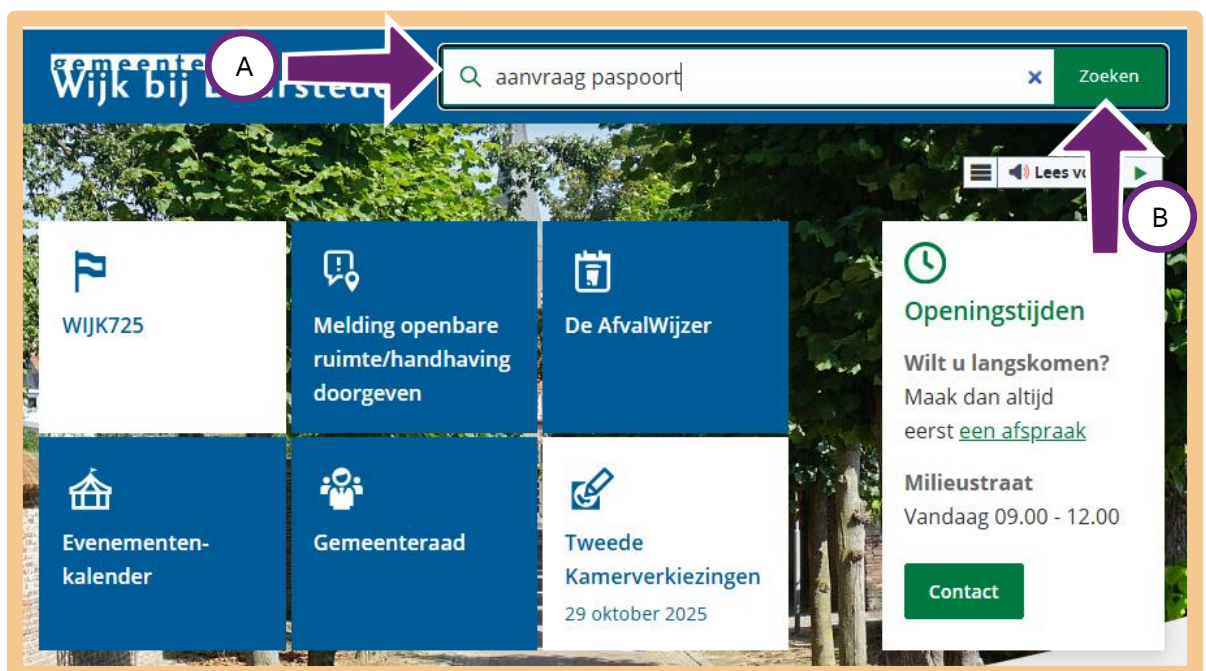 gemeente
Wijk bij
A
aanvraag paspoort
Zoeken
Lees
B
WIJK725
Melding openbare
ruimte/handhaving
doorgeven
De AfvalWijzer
Openingstijden
Wilt u langskomen?
Maak dan altijd
eerst een afspraak
Milieustraat
Vandaag 09.00 - 12.00
Contact
Evenementen-
kalender
Gemeenteraad
Tweede
Kamerverkiezingen
29 oktober 2025